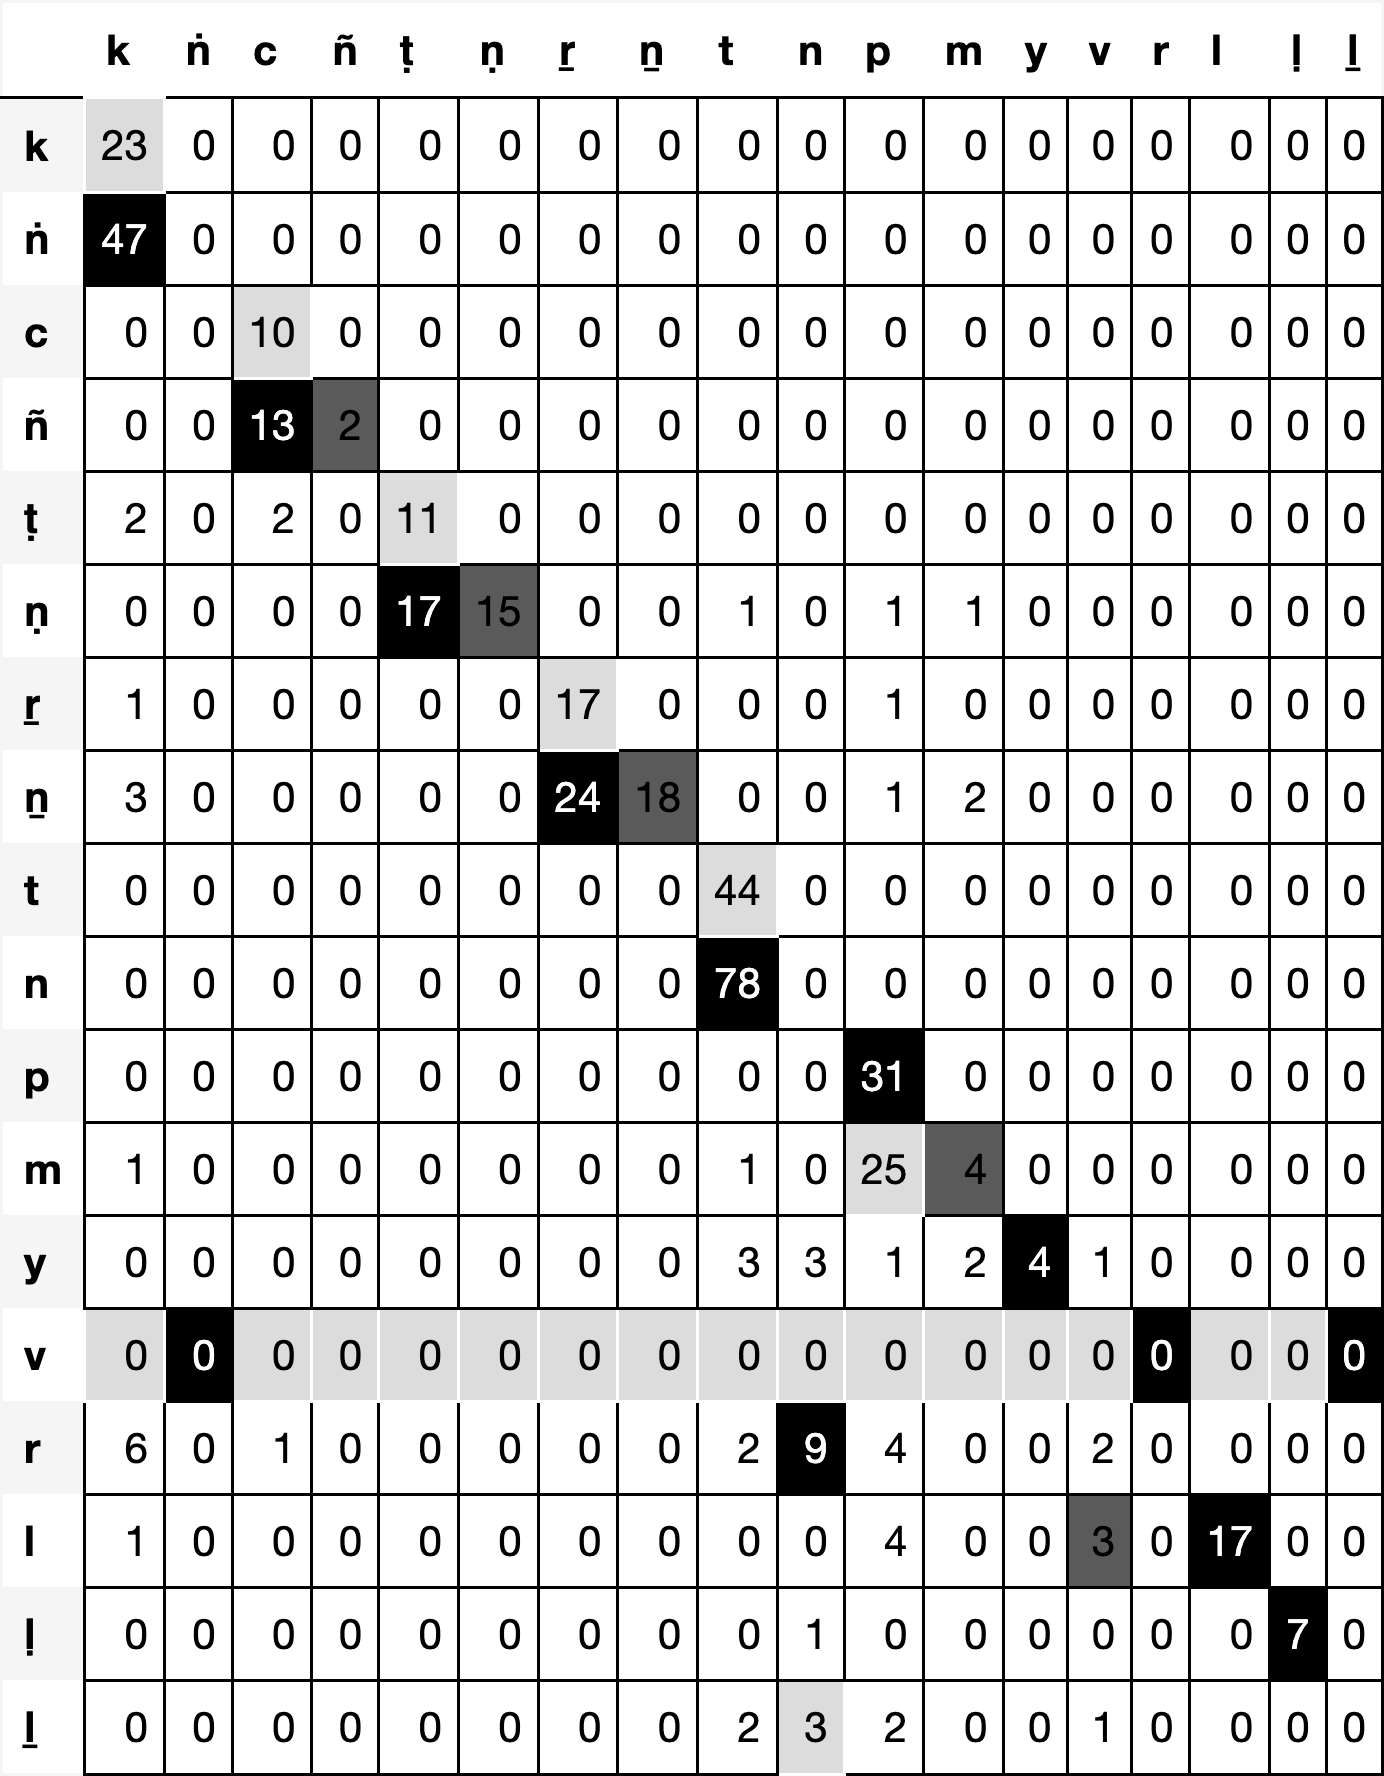 k ṅ c ñ ṭ ṇ ṟ ṉ t n p m y v r l ḷ ḻ
k 23 0 0 0 0 0 0 0 0 0 0 0 0 0 0 0 0 0
ṅ 47 0 0 0 0 0 0 0 0 0 0 0 0 0 0 0 0 0
c 0 0 10 0 0 0 0 0 0 0 0 0 0 0 0 0 0 0
ñ 0 0 13 2 0 0 0 0 0 0 0 0 0 0 0 0 0 0
ṭ 2 0 2 0 11 0 0 0 0 0 0 0 0 0 0 0 0 0
ṇ 0 0 0 0 17 15 0 0 1 0 1 1 0 0 0 0 0 0
ṟ 1 0 0 0 0 0 17 0 0 0 1 0 0 0 0 0 0 0
ṉ 3 0 0 0 0 0 24 18 0 0 1 2 0 0 0 0 0 0
t 0 0 0 0 0 0 0 0 44 0 0 0 0 0 0 0 0 0
n 0 0 0 0 0 0 0 0 78 0 0 0 0 0 0 0 0 0
p 0 0 0 0 0 0 0 0 0 0 31 0 0 0 0 0 0 0
m 1 0 0 0 0 0 0 0 1 0 25 4 0 0 0 0 0 0
y 0 0 0 0 0 0 0 0 3 3 1 2 4 1 0 0 0 0
v 0 0 0 0 0 0 0 0 0 0 0 0 0 0 0 0 0 0
r 6 0 1 0 0 0 0 0 2 9 4 0 0 2 0 0 0 0
l 1 0 0 0 0 0 0 0 0 0 4 0 0 3 0 17 0 0
ḷ 0 0 0 0 0 0 0 0 0 1 0 0 0 0 0 0 7 0
ḻ 0 0 0 0 0 0 0 0 2 3 2 0 0 1 0 0 0 0